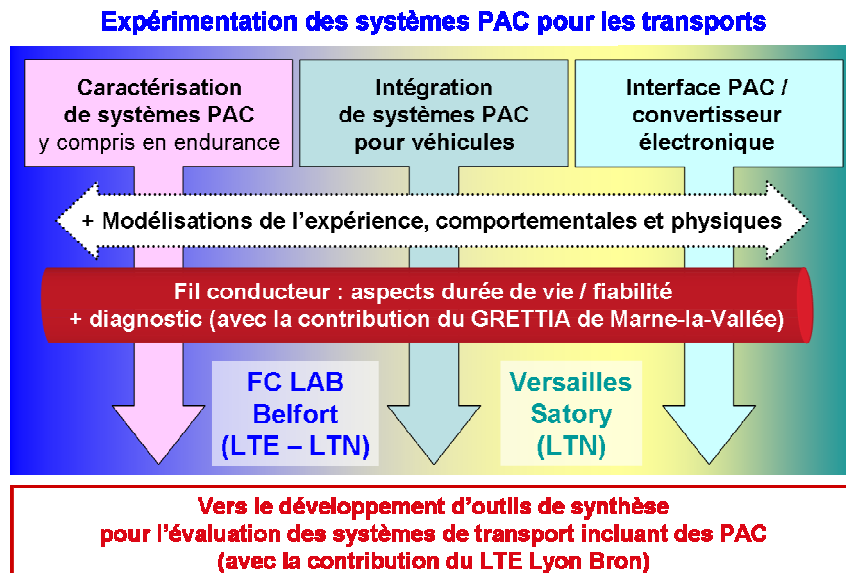 Expérimentation des systèmes PAC pour les transports
Caractérisation
de systèmes PAC
y compris en endurance
Intégration
de systèmes PAC
pour véhicules
Interface PAC /
convertisseur
électronique
+ Modélisations de l'expérience, comportementales et physiques
Fil conducteur : aspects durée de vie / fiabilité
+ diagnostic (avec la contribution du GRETTIA de Marne-la-Vallée)
FC LAB
Belfort
(LTE – LTN)
Versailles
Satory
(LTN)
Vers le développement d'outils de synthèse
pour l'évaluation des systèmes de transport incluant des PAC
(avec la contribution du LTE Lyon Bron)